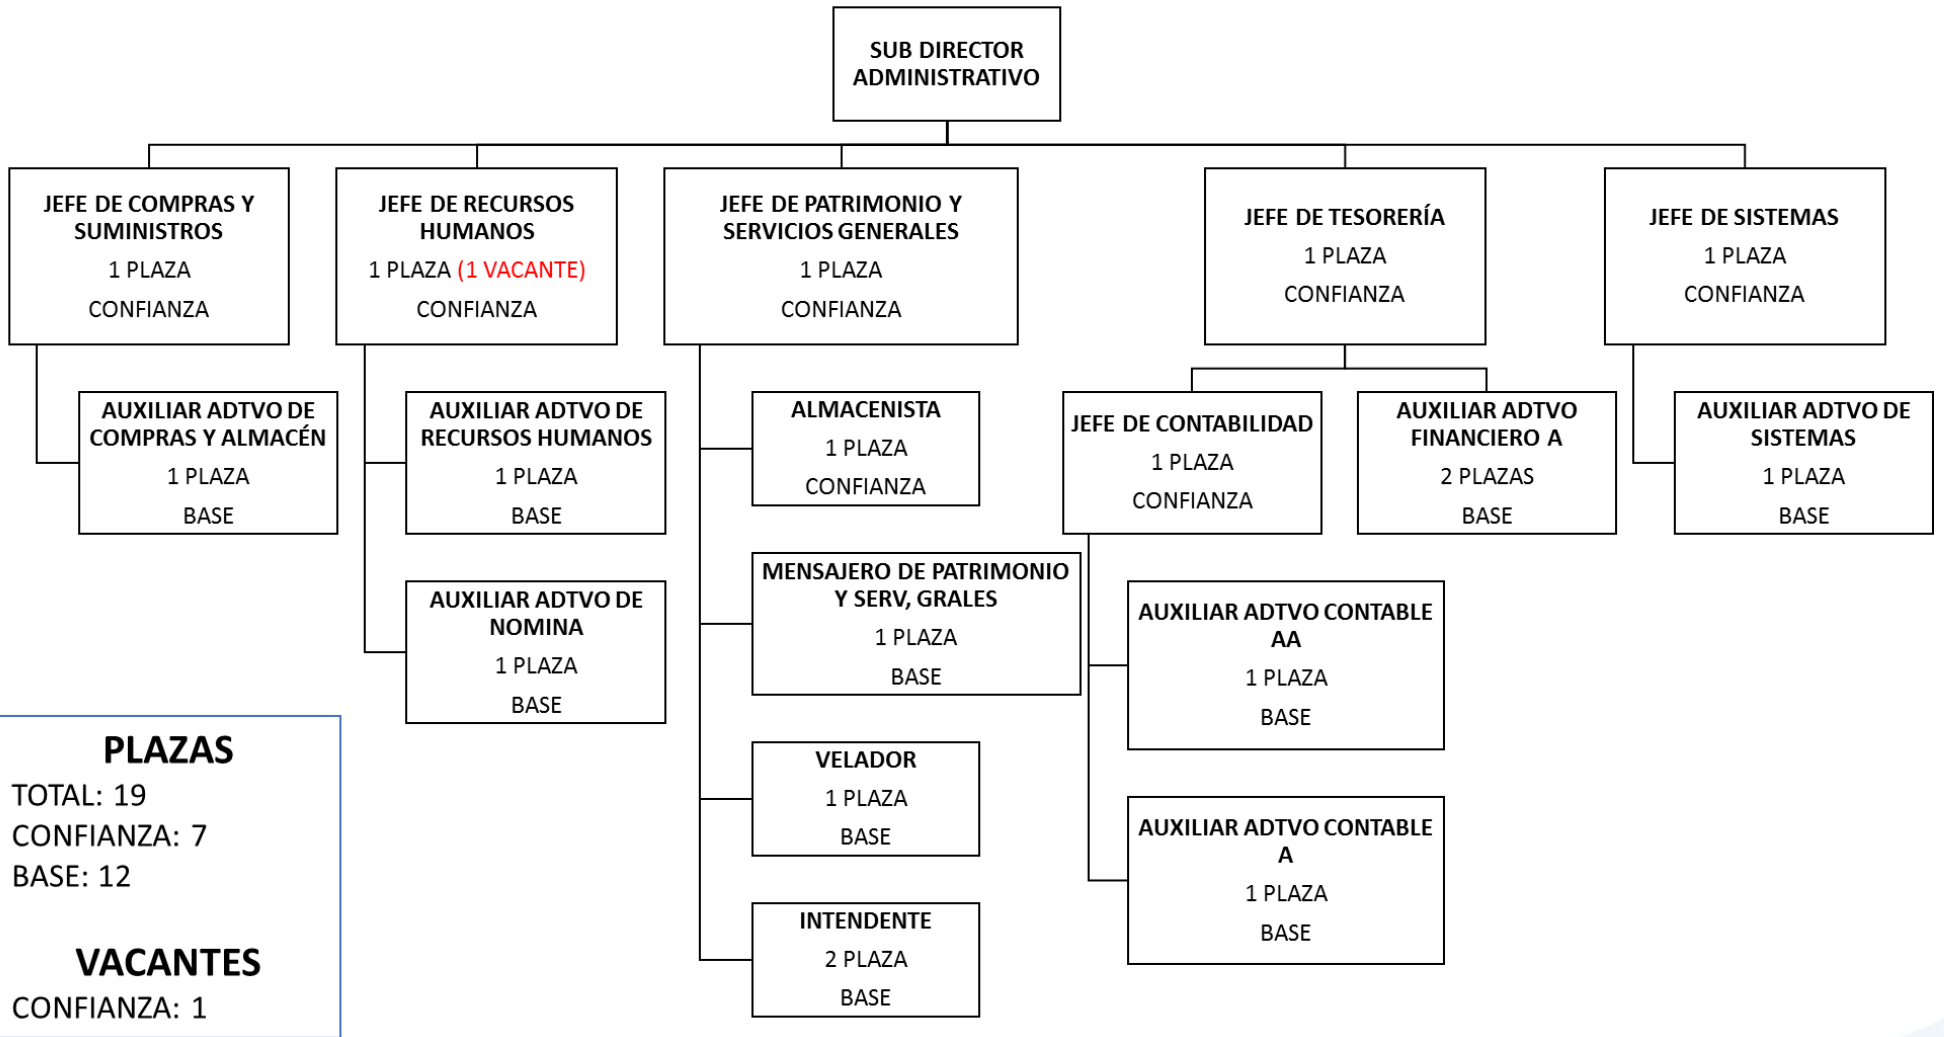 SUB DIRECTOR
ADMINISTRATIVO
JEFE DE COMPRAS Y
SUMINISTROS
1 PLAZA
CONFIANZA
JEFE DE RECURSOS
HUMANOS
1 PLAZA (1 VACANTE)
CONFIANZA
JEFE DE PATRIMONIO Y
SERVICIOS GENERALES
1 PLAZA
CONFIANZA
JEFE DE TESORERÍA
1 PLAZA
CONFIANZA
JEFE DE SISTEMAS
1 PLAZA
CONFIANZA
AUXILIAR ADTVO DE
COMPRAS Y ALMACÉN
1 PLAZA
BASE
AUXILIAR ADTVO DE
RECURSOS HUMANOS
1 PLAZA
BASE
ALMACENISTA
1 PLAZA
CONFIANZA
JEFE DE CONTABILIDAD
1 PLAZA
CONFIANZA
AUXILIAR ADTVO
FINANCIERO A
2 PLAZAS
BASE
AUXILIAR ADTVO DE
SISTEMAS
1 PLAZA
BASE
AUXILIAR ADTVO DE
NOMINA
1 PLAZA
BASE
MENSAJERO DE PATRIMONIO
Y SERV, GRALES
1 PLAZA
BASE
AUXILIAR ADTVO CONTABLE
AA
1 PLAZA
BASE
VELADOR
1 PLAZA
BASE
AUXILIAR ADTVO CONTABLE
A
1 PLAZA
BASE
INTENDENTE
2 PLAZA
BASE
PLAZAS
TOTAL: 19
CONFIANZA: 7
BASE: 12
VACANTES
CONFIANZA: 1